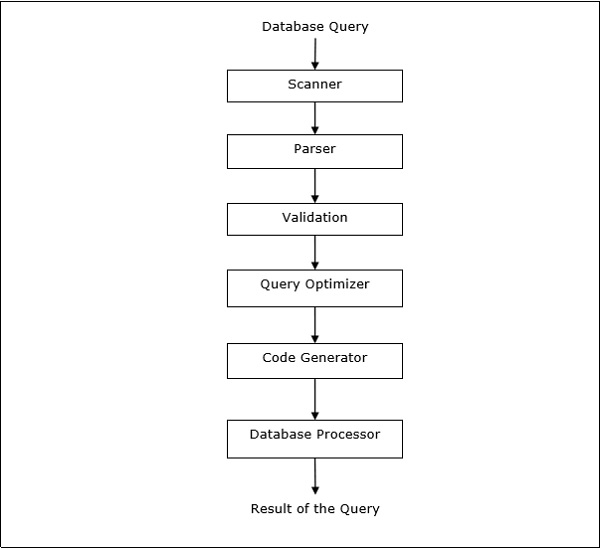 Database Query
Scanner
Parser
Validation
Query Optimizer
Code Generator
Database Processor
Result of the Query